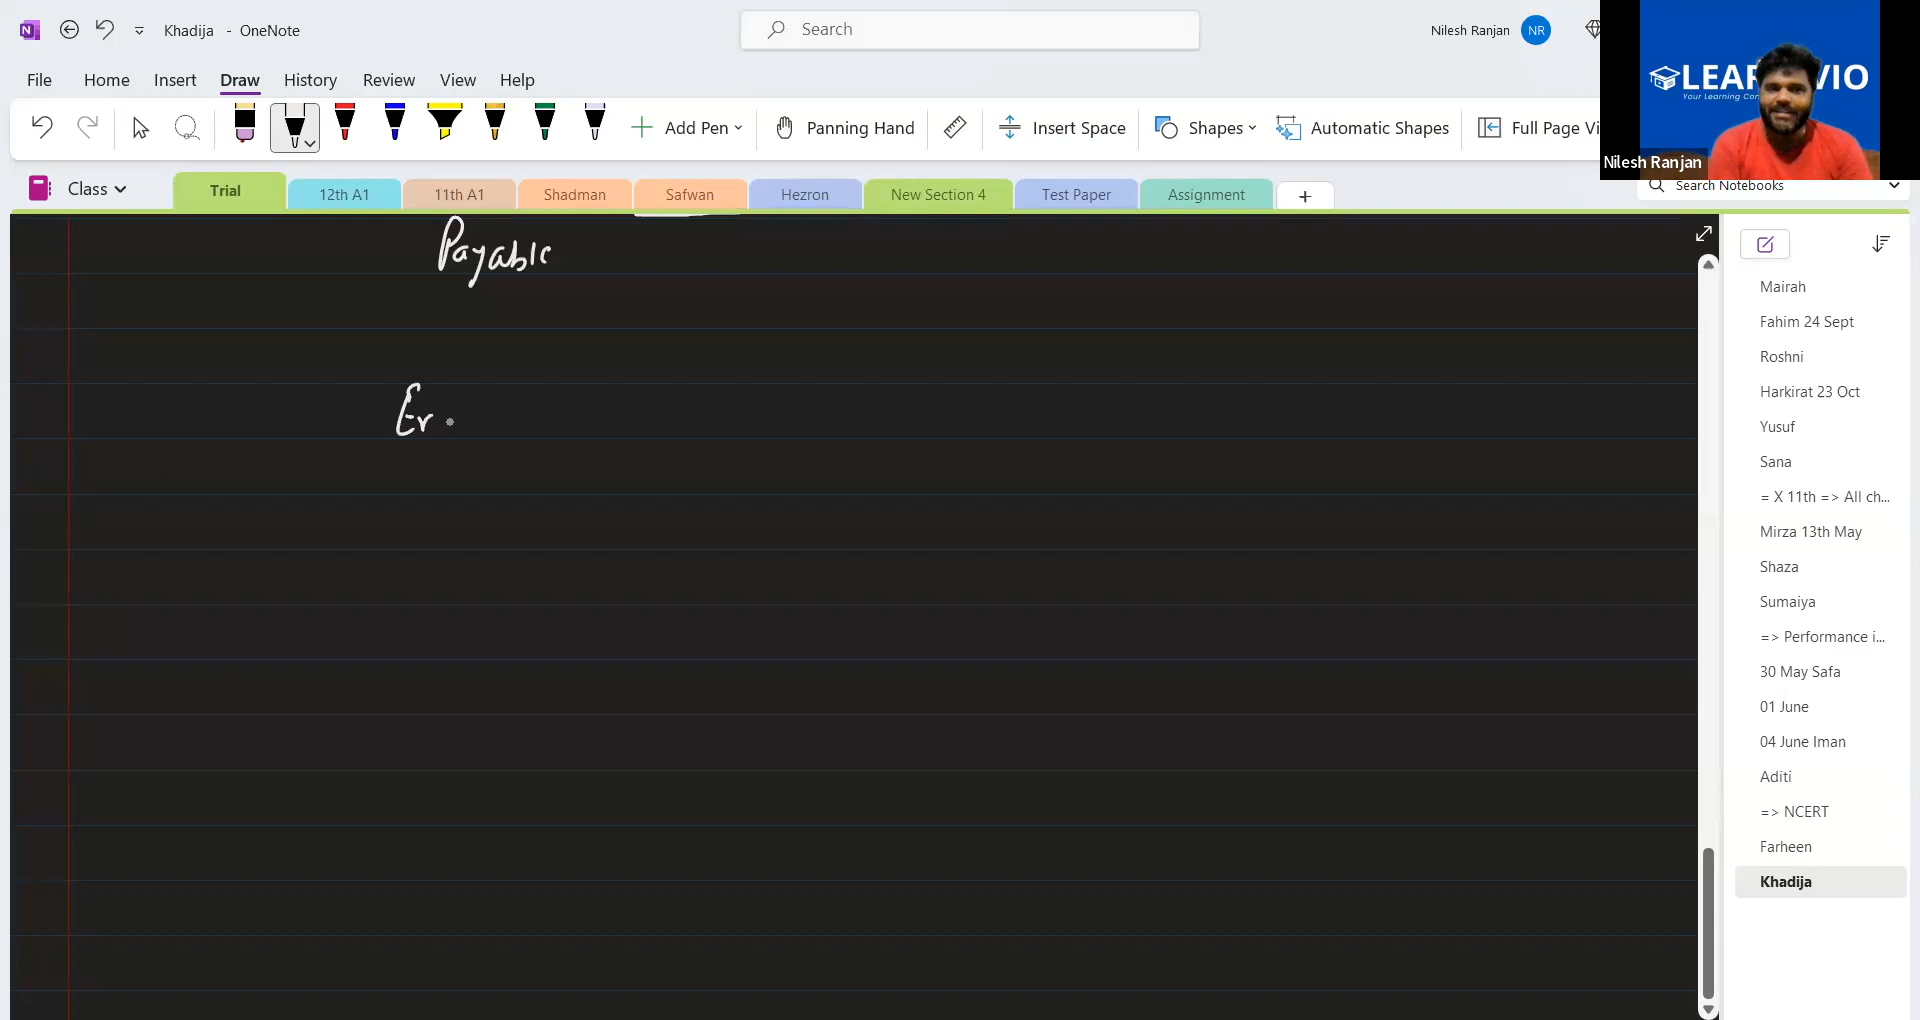 Khadija - OneNote
Search
Nilesh Ranjan
NR
File Home Insert Draw History Review View Help
Add Pen
Panning Hand
Insert Space
Shapes
Automatic Shapes
Full Page Vi
Nilesh Ranjan
Class
Trial
12th A1
11th A1
Shadman
Safwan
Hezron
New Section 4
Test Paper
Assignment
+
Search Notebooks
Payable
Er
Mairah
Fahim 24 Sept
Roshni
Harkirat 23 Oct
Yusuf
Sana
= X 11th => All ch...
Mirza 13th May
Shaza
Sumaiya
=> Performance i...
30 May Safa
01 June
04 June Iman
Aditi
=> NCERT
Farheen
Khadija